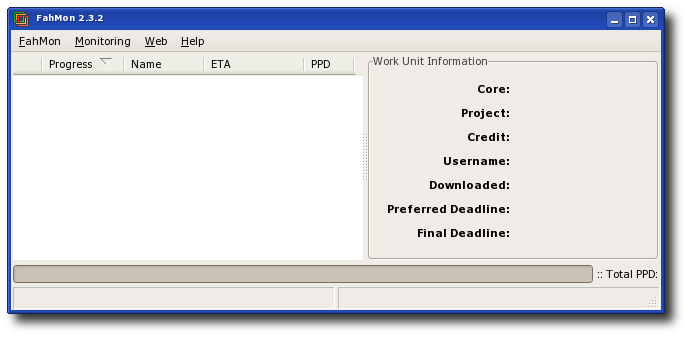 FahMon 2.3.2
FahMon Monitoring Web Help
Progress Name ETA PPD
Work Unit Information
Core:
Project:
Credit:
Username:
Downloaded:
Preferred Deadline:
Final Deadline:
:: Total PPD: